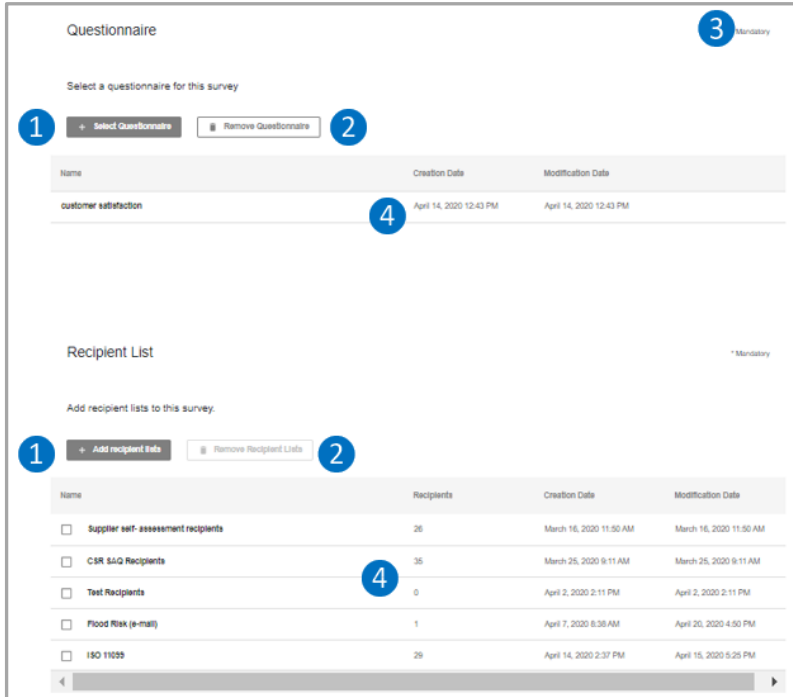 Questionnaire
3 Mandatory
Select a questionnaire for this survey
1 + Select Questionnaire Remove Questionnaire 2
Name Creation Date Modification Date
customer satisfaction 4 April 14, 2020 12:43 PM April 14, 2020 12:43 PM
Recipient List
* Mandatory
Add recipient lists to this survey.
1 + Add recipient lists Remove Recipient Lists 2
Name Recipients Creation Date Modification Date
Supplier self- assessment recipients 26 March 16, 2020 11:50 AM March 16, 2020 11:50 AM
CSR SAQ Recipients 35 March 25, 2020 9:11 AM March 25, 2020 9:11 AM
4
Test Recipients 0 April 2, 2020 2:11 PM April 2, 2020 2:11 PM
Flood Risk (e-mail) 1 April 7, 2020 8:38 AM April 20, 2020 4:50 PM
ISO 11099 29 April 14, 2020 2:37 PM April 15, 2020 5:25 PM